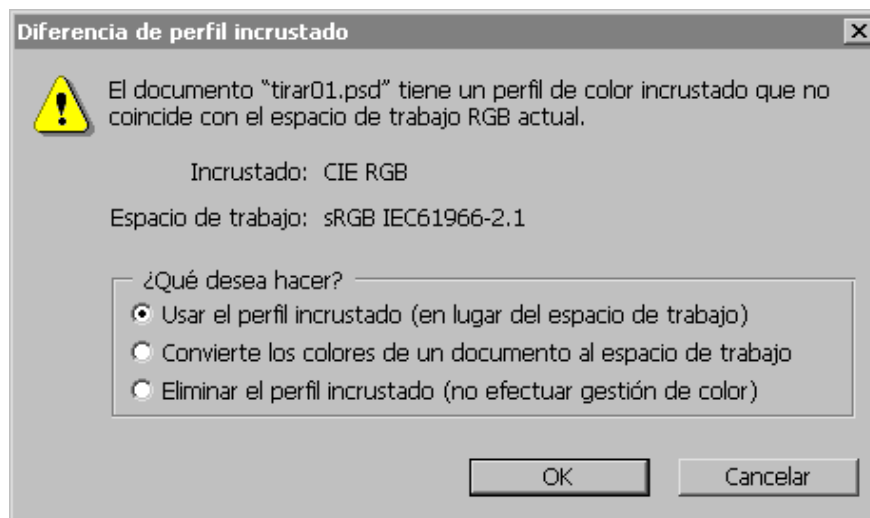 Diferencia de perfil incrustado
El documento “tirar01.psd” tiene un perfil de color incrustado que no
coincide con el espacio de trabajo RGB actual.
Incrustado: CIE RGB
Espacio de trabajo: sRGB IEC61966-2.1
¿Qué desea hacer?
Usar el perfil incrustado (en lugar del espacio de trabajo)
Convierte los colores de un documento al espacio de trabajo
Eliminar el perfil incrustado (no efectuar gestión de color)
OK Cancelar